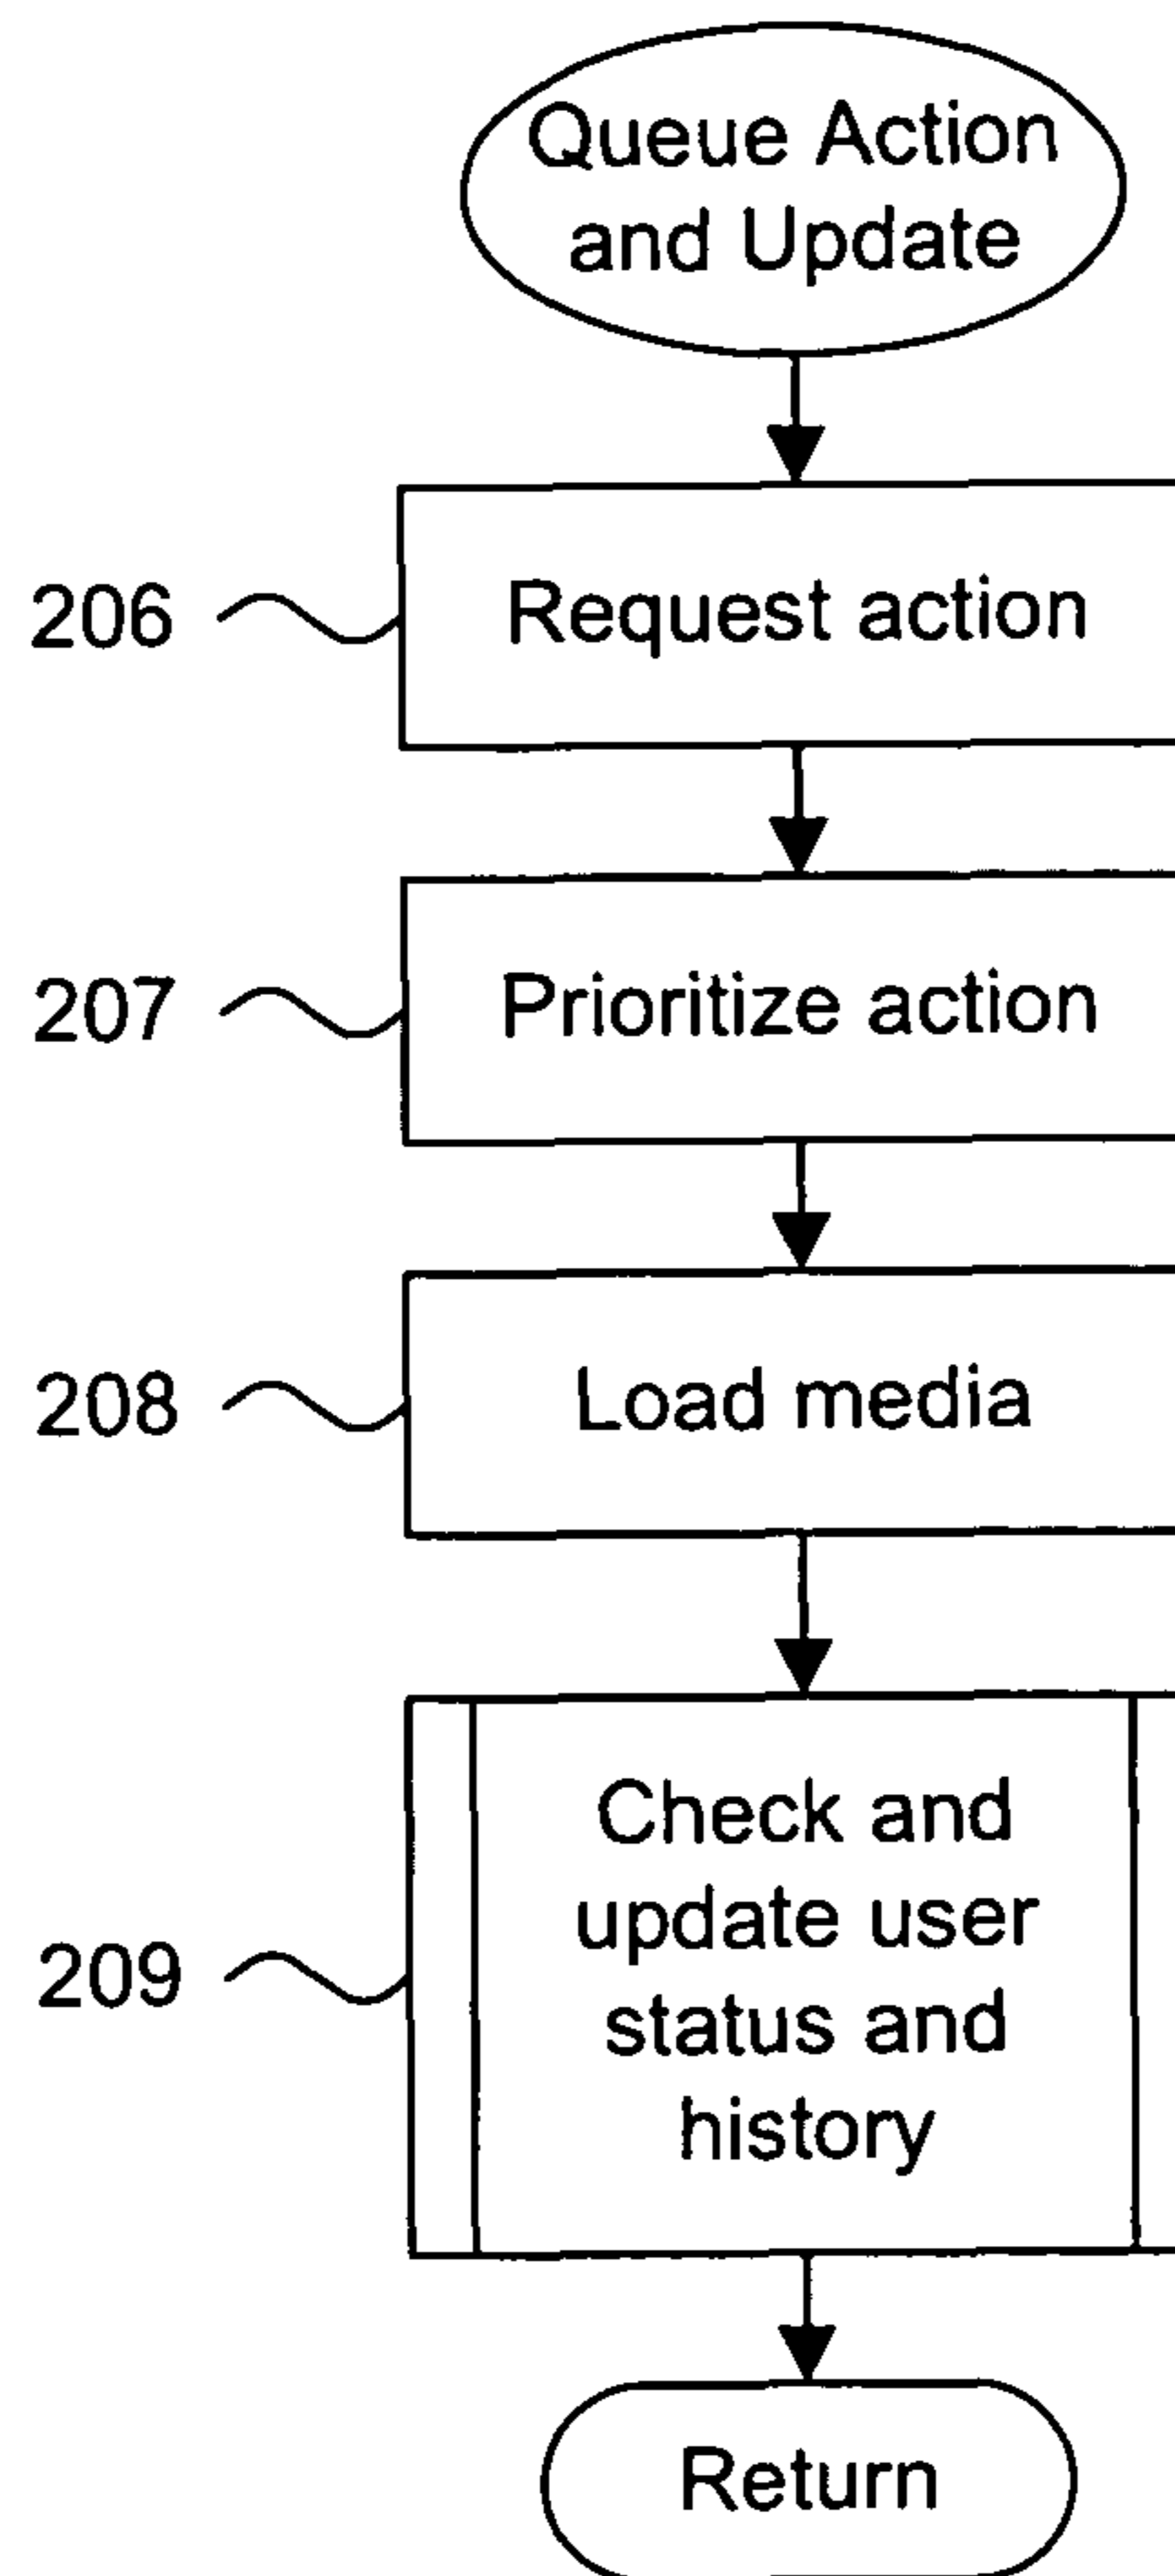 Queue Action
and Update
206
Request action
207
Prioritize action
208
Load media
209
Check and
update user
status and
history
Return